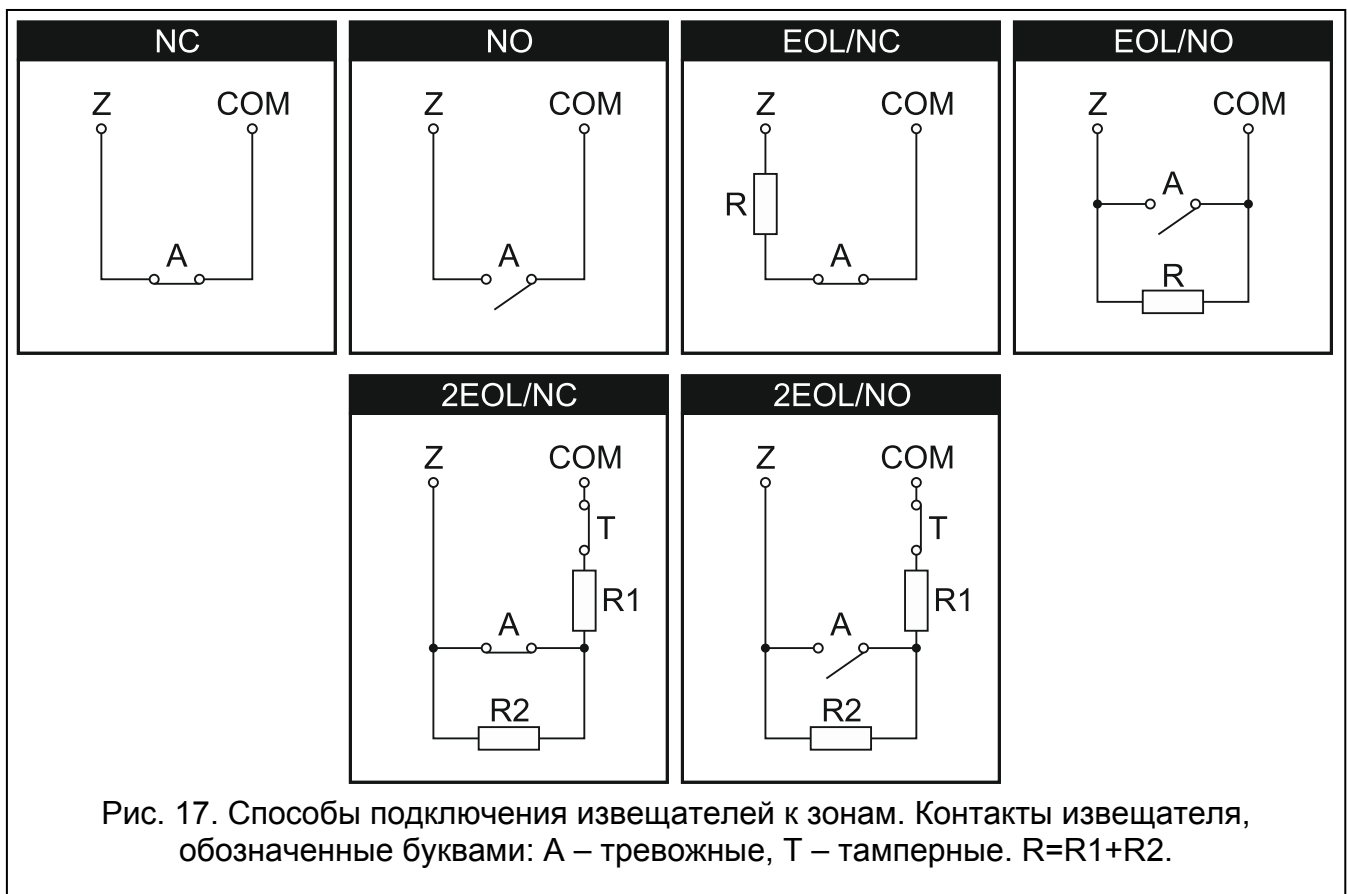 NC
Z COM
A
NO
Z COM
A
EOL/NC
Z COM
R
A
EOL/NO
Z COM
A
R
2EOL/NC
Z COM
T
R1
A
R2
2EOL/NO
Z COM
T
R1
A
R2
Рис. 17. Способы подключения извещателей к зонам. Контакты извещателя,
обозначенные буквами: А – тревожные, Т – тамперные. R=R1+R2.